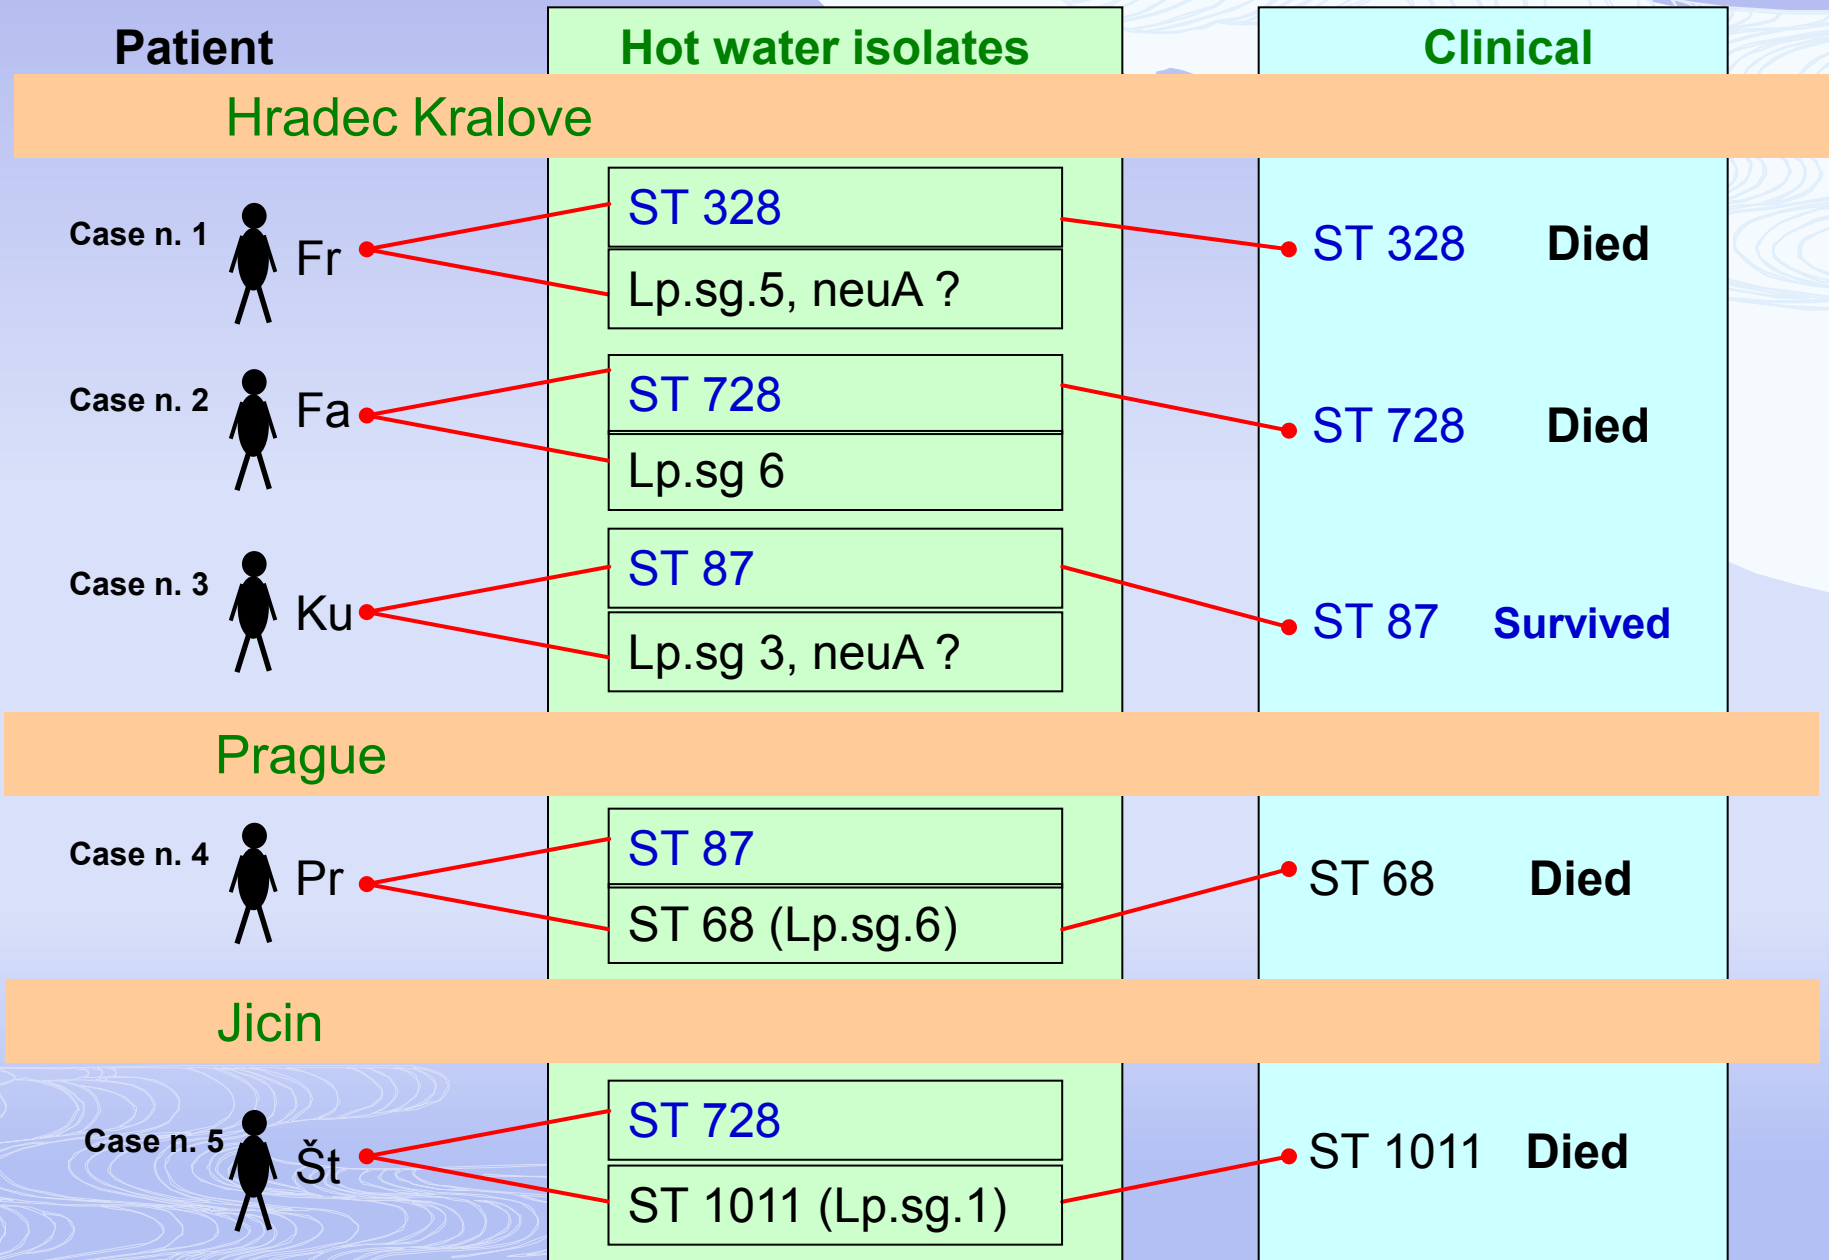 Patient Hot water isolates Clinical
Hradec Kralove
Case n. 1 Fr ST 328 ST 328 Died
Lp.sg.5, neuA ?
Case n. 2 Fa ST 728 ST 728 Died
Lp.sg 6
Case n. 3 Ku ST 87 ST 87 Survived
Lp.sg 3, neuA ?
Prague
Case n. 4 Pr ST 87 ST 68 Died
ST 68 (Lp.sg.6)
Jicin
Case n. 5 Št ST 728 ST 1011 Died
ST 1011 (Lp.sg.1)